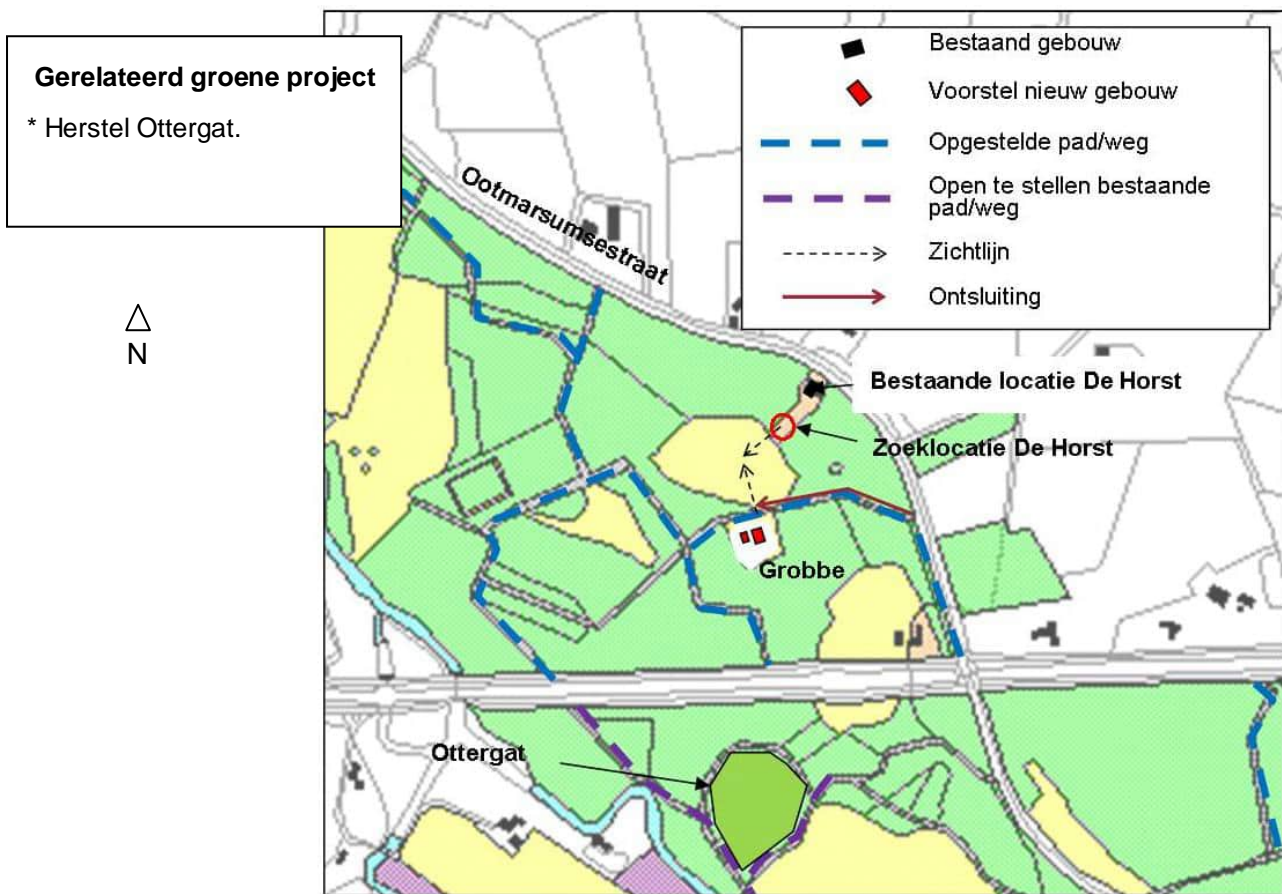 Gerelateerd groene project
* Herstel Ottergat.
N
Bestaand gebouw
Voorstel nieuw gebouw
Opgestelde pad/weg
Open te stellen bestaande
pad/weg
Zichtlijn
Ontsluiting
Ootmarsumsestraat
Bestaande locatie De Horst
Zoeklocatie De Horst
Grobbe
Ottergat